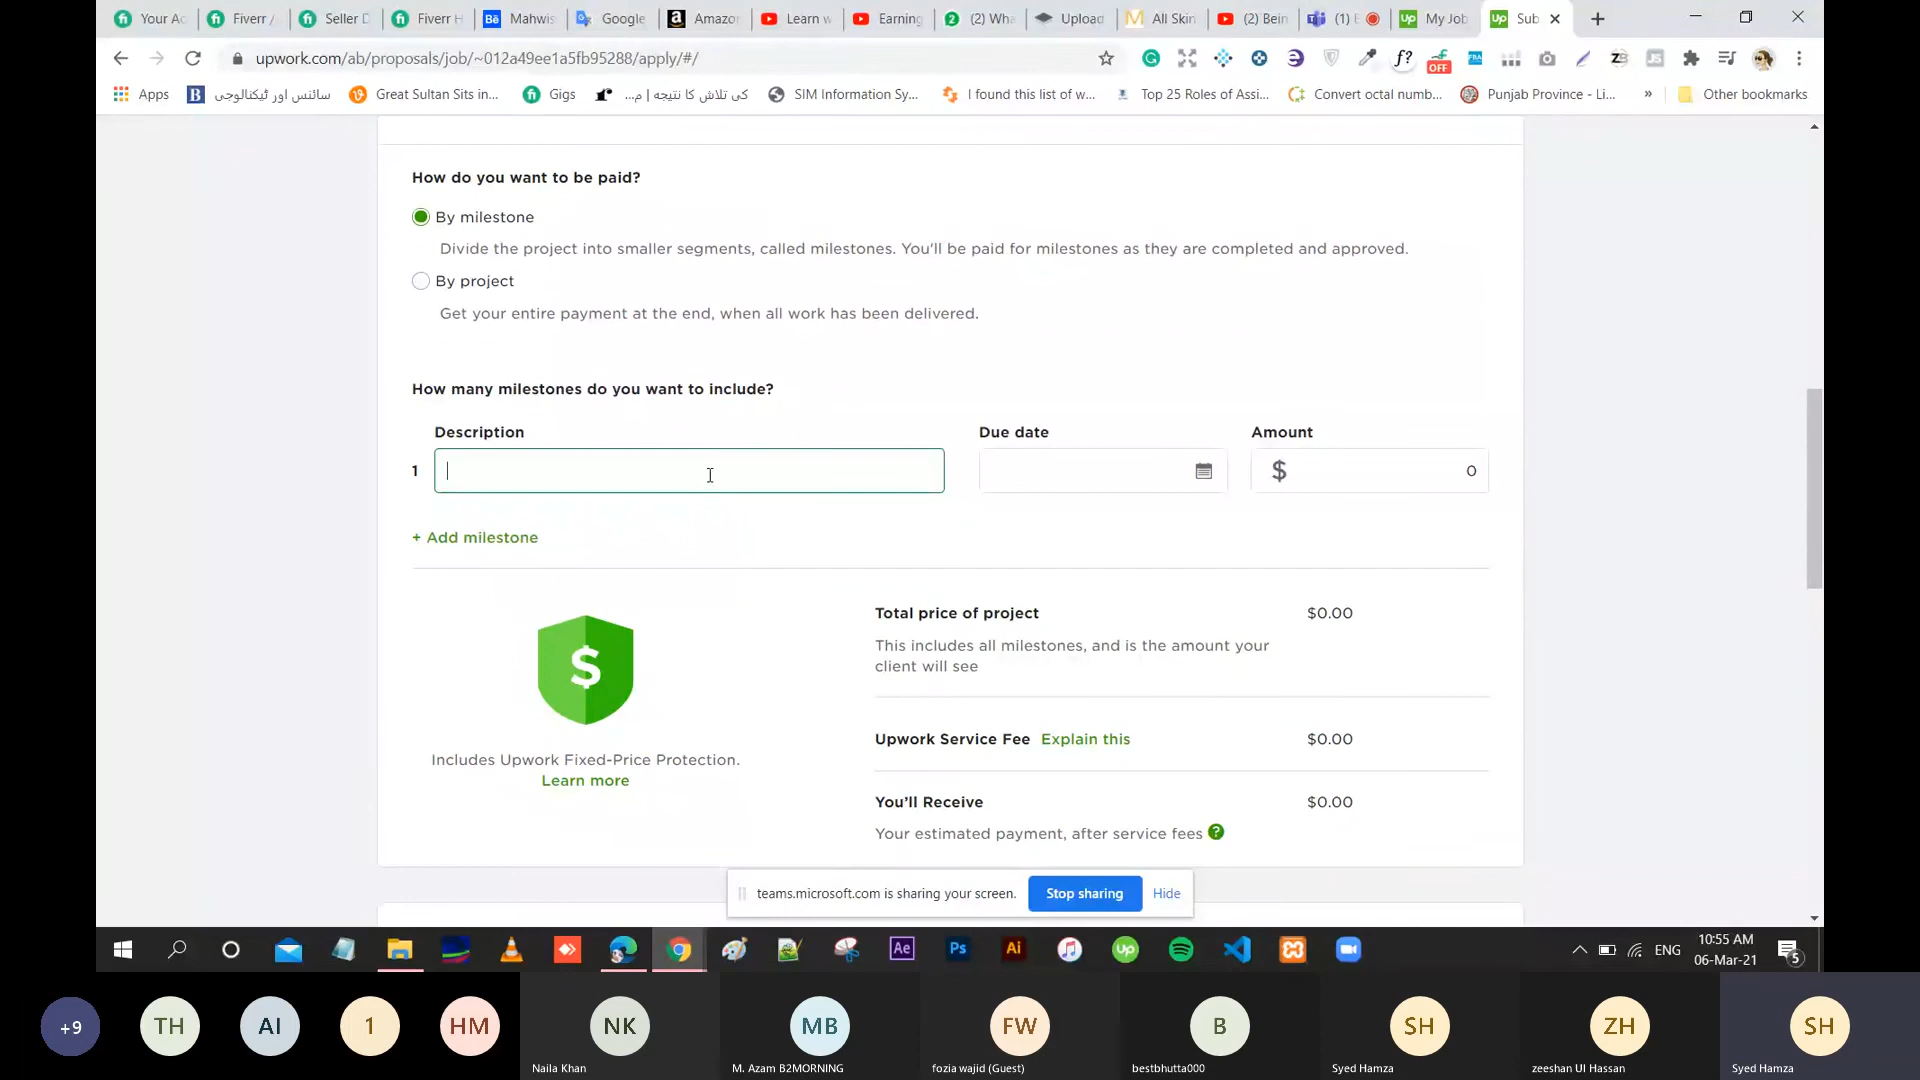 Your Ac
Fiverr /
Seller D
Fiverr H
Mahwis
Google
Amazo
Learn w
Earning
(2) Wha
Upload
All Skin
(2) Bein
(1)
My Job
Sub
upwork.com/ab/proposals/job/~012a49ee1a5fb95288/apply/#/
Apps
سائنس اور ٹیکنالوجی
Great Sultan Sits in...
Gigs
کی تلاش کا نتیجہ | م...
SIM Information Sy...
I found this list of w...
Top 25 Roles of Assi...
Convert octal numb...
Punjab Province - Li...
»
Other bookmarks
How do you want to be paid?
By milestone
Divide the project into smaller segments, called milestones. You'll be paid for milestones as they are completed and approved.
By project
Get your entire payment at the end, when all work has been delivered.
How many milestones do you want to include?
Description
Due date
Amount
1
$
0
+ Add milestone
Total price of project
$0.00
This includes all milestones, and is the amount your
client will see
Upwork Service Fee Explain this
$0.00
Includes Upwork Fixed-Price Protection.
Learn more
You’ll Receive
$0.00
Your estimated payment, after service fees
teams.microsoft.com is sharing your screen.
Stop sharing
Hide
ENG
10:55 AM
06-Mar-21
5
+9
TH
AI
1
HM
NK
MB
FW
B
SH
ZH
SH
Naila Khan
M. Azam B2MORNING
fozia wajid (Guest)
bestbhutta000
Syed Hamza
zeeshan Ul Hassan
Syed Hamza